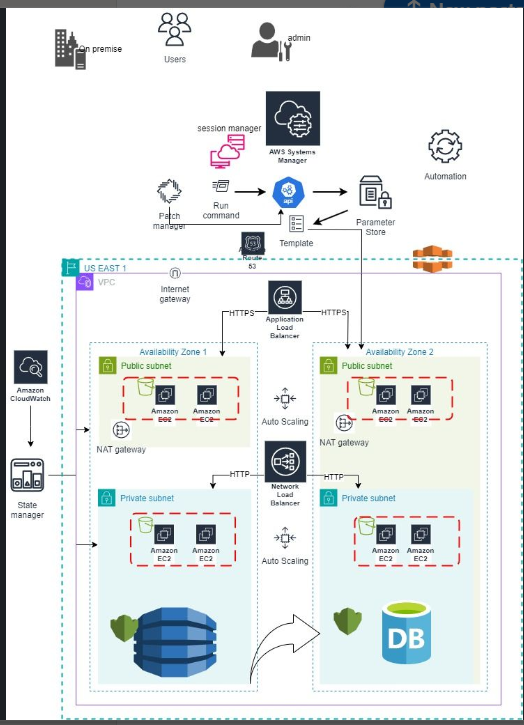 New post
On premise
Users
admin
session manager
AWS Systems
Manager
Automation
Patch
manager
Run
command
api
Template
Parameter
Store
Route
53
US EAST 1
VPC
Internet
gateway
Application
Load
Balancer
HTTPS
HTTPS
Availability Zone 1
Availability Zone 2
Public subnet
Public subnet
Amazon
CloudWatch
Amazon
EC2
Amazon
EC2
Amazon
EC2
Amazon
EC2
Auto Scaling
NAT gateway
NAT gateway
HTTP
HTTP
Network
Load
Balancer
State
manager
Private subnet
Private subnet
Amazon
EC2
Amazon
EC2
Amazon
EC2
Amazon
EC2
Auto Scaling
DB